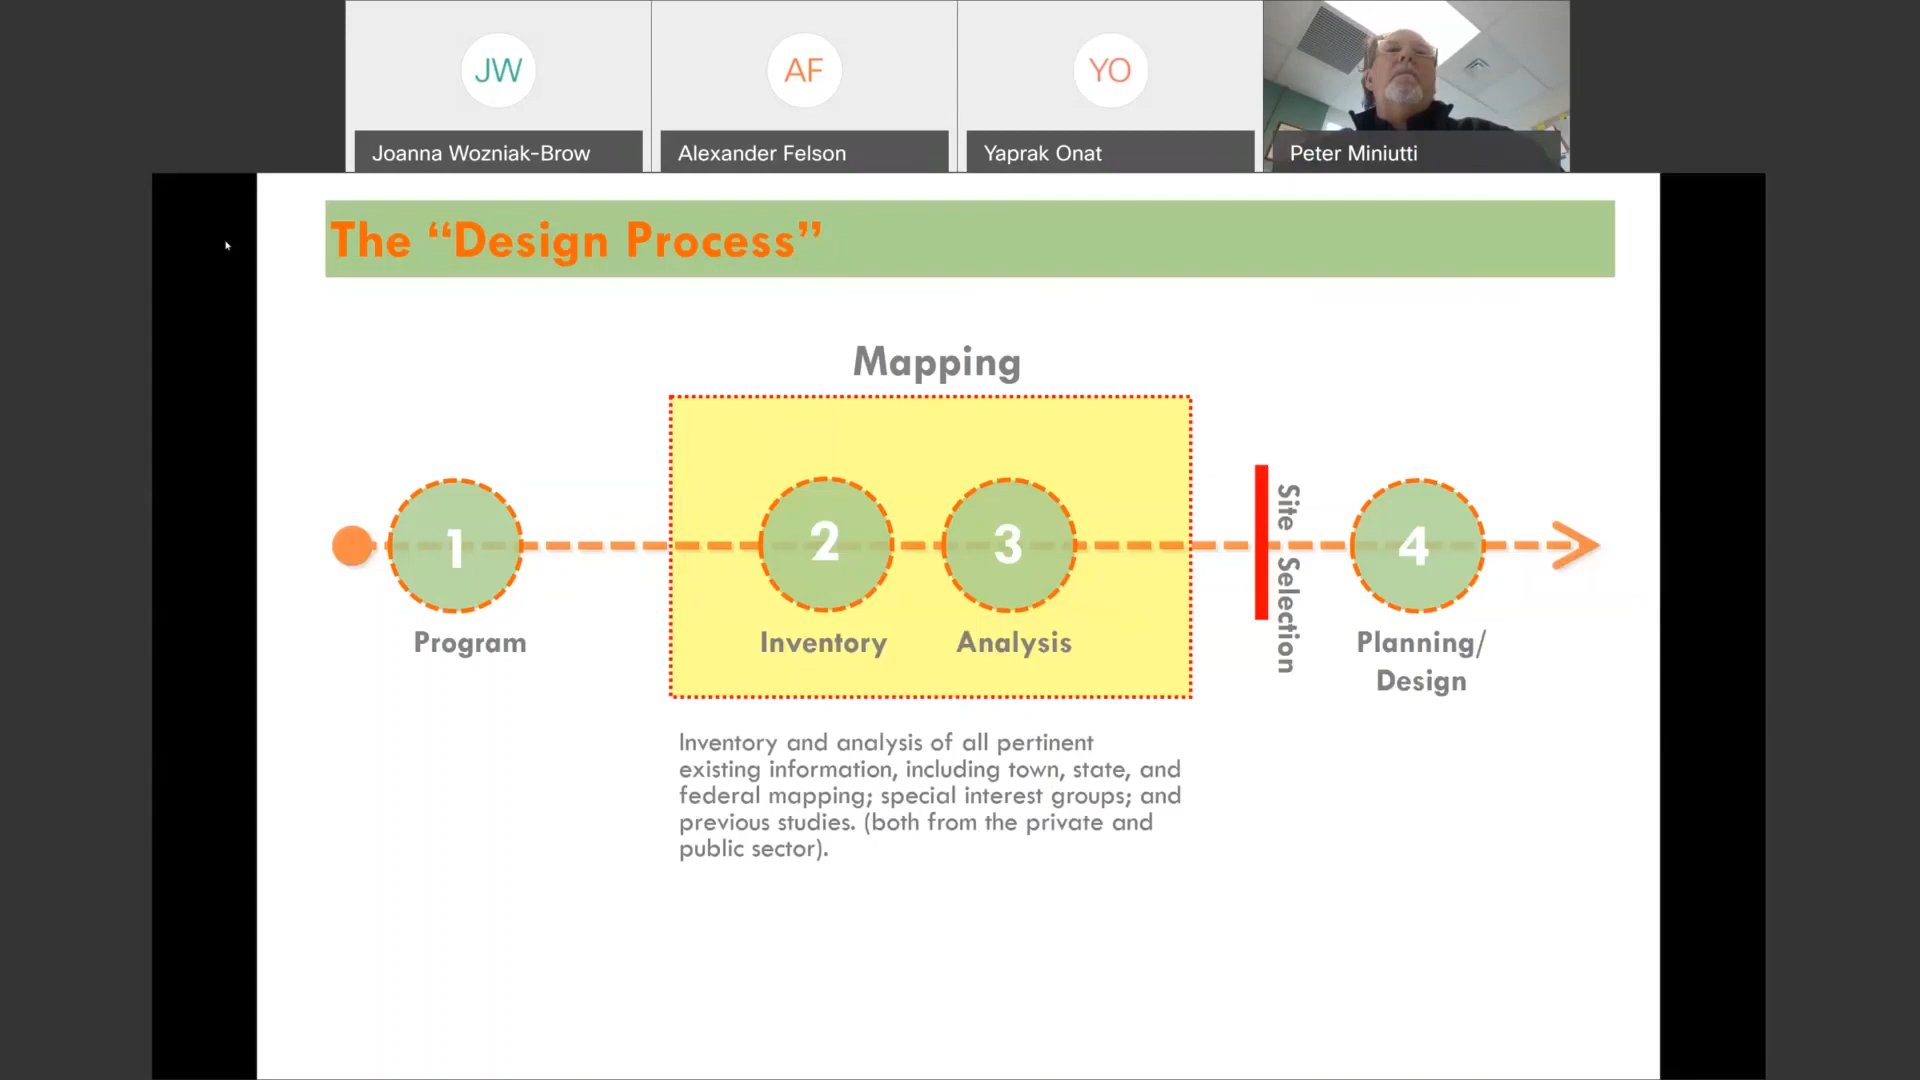 JW
AF
YO
Joanna Wozniak-Brow
Alexander Felson
Yaprak Onat
Peter Miniutti
The “Design Process”
Mapping
1
2
3
4
Site Selection
Program
Inventory
Analysis
Planning/
Design
Inventory and analysis of all pertinent
existing information, including town, state, and
federal mapping; special interest groups; and
previous studies. (both from the private and
public sector).